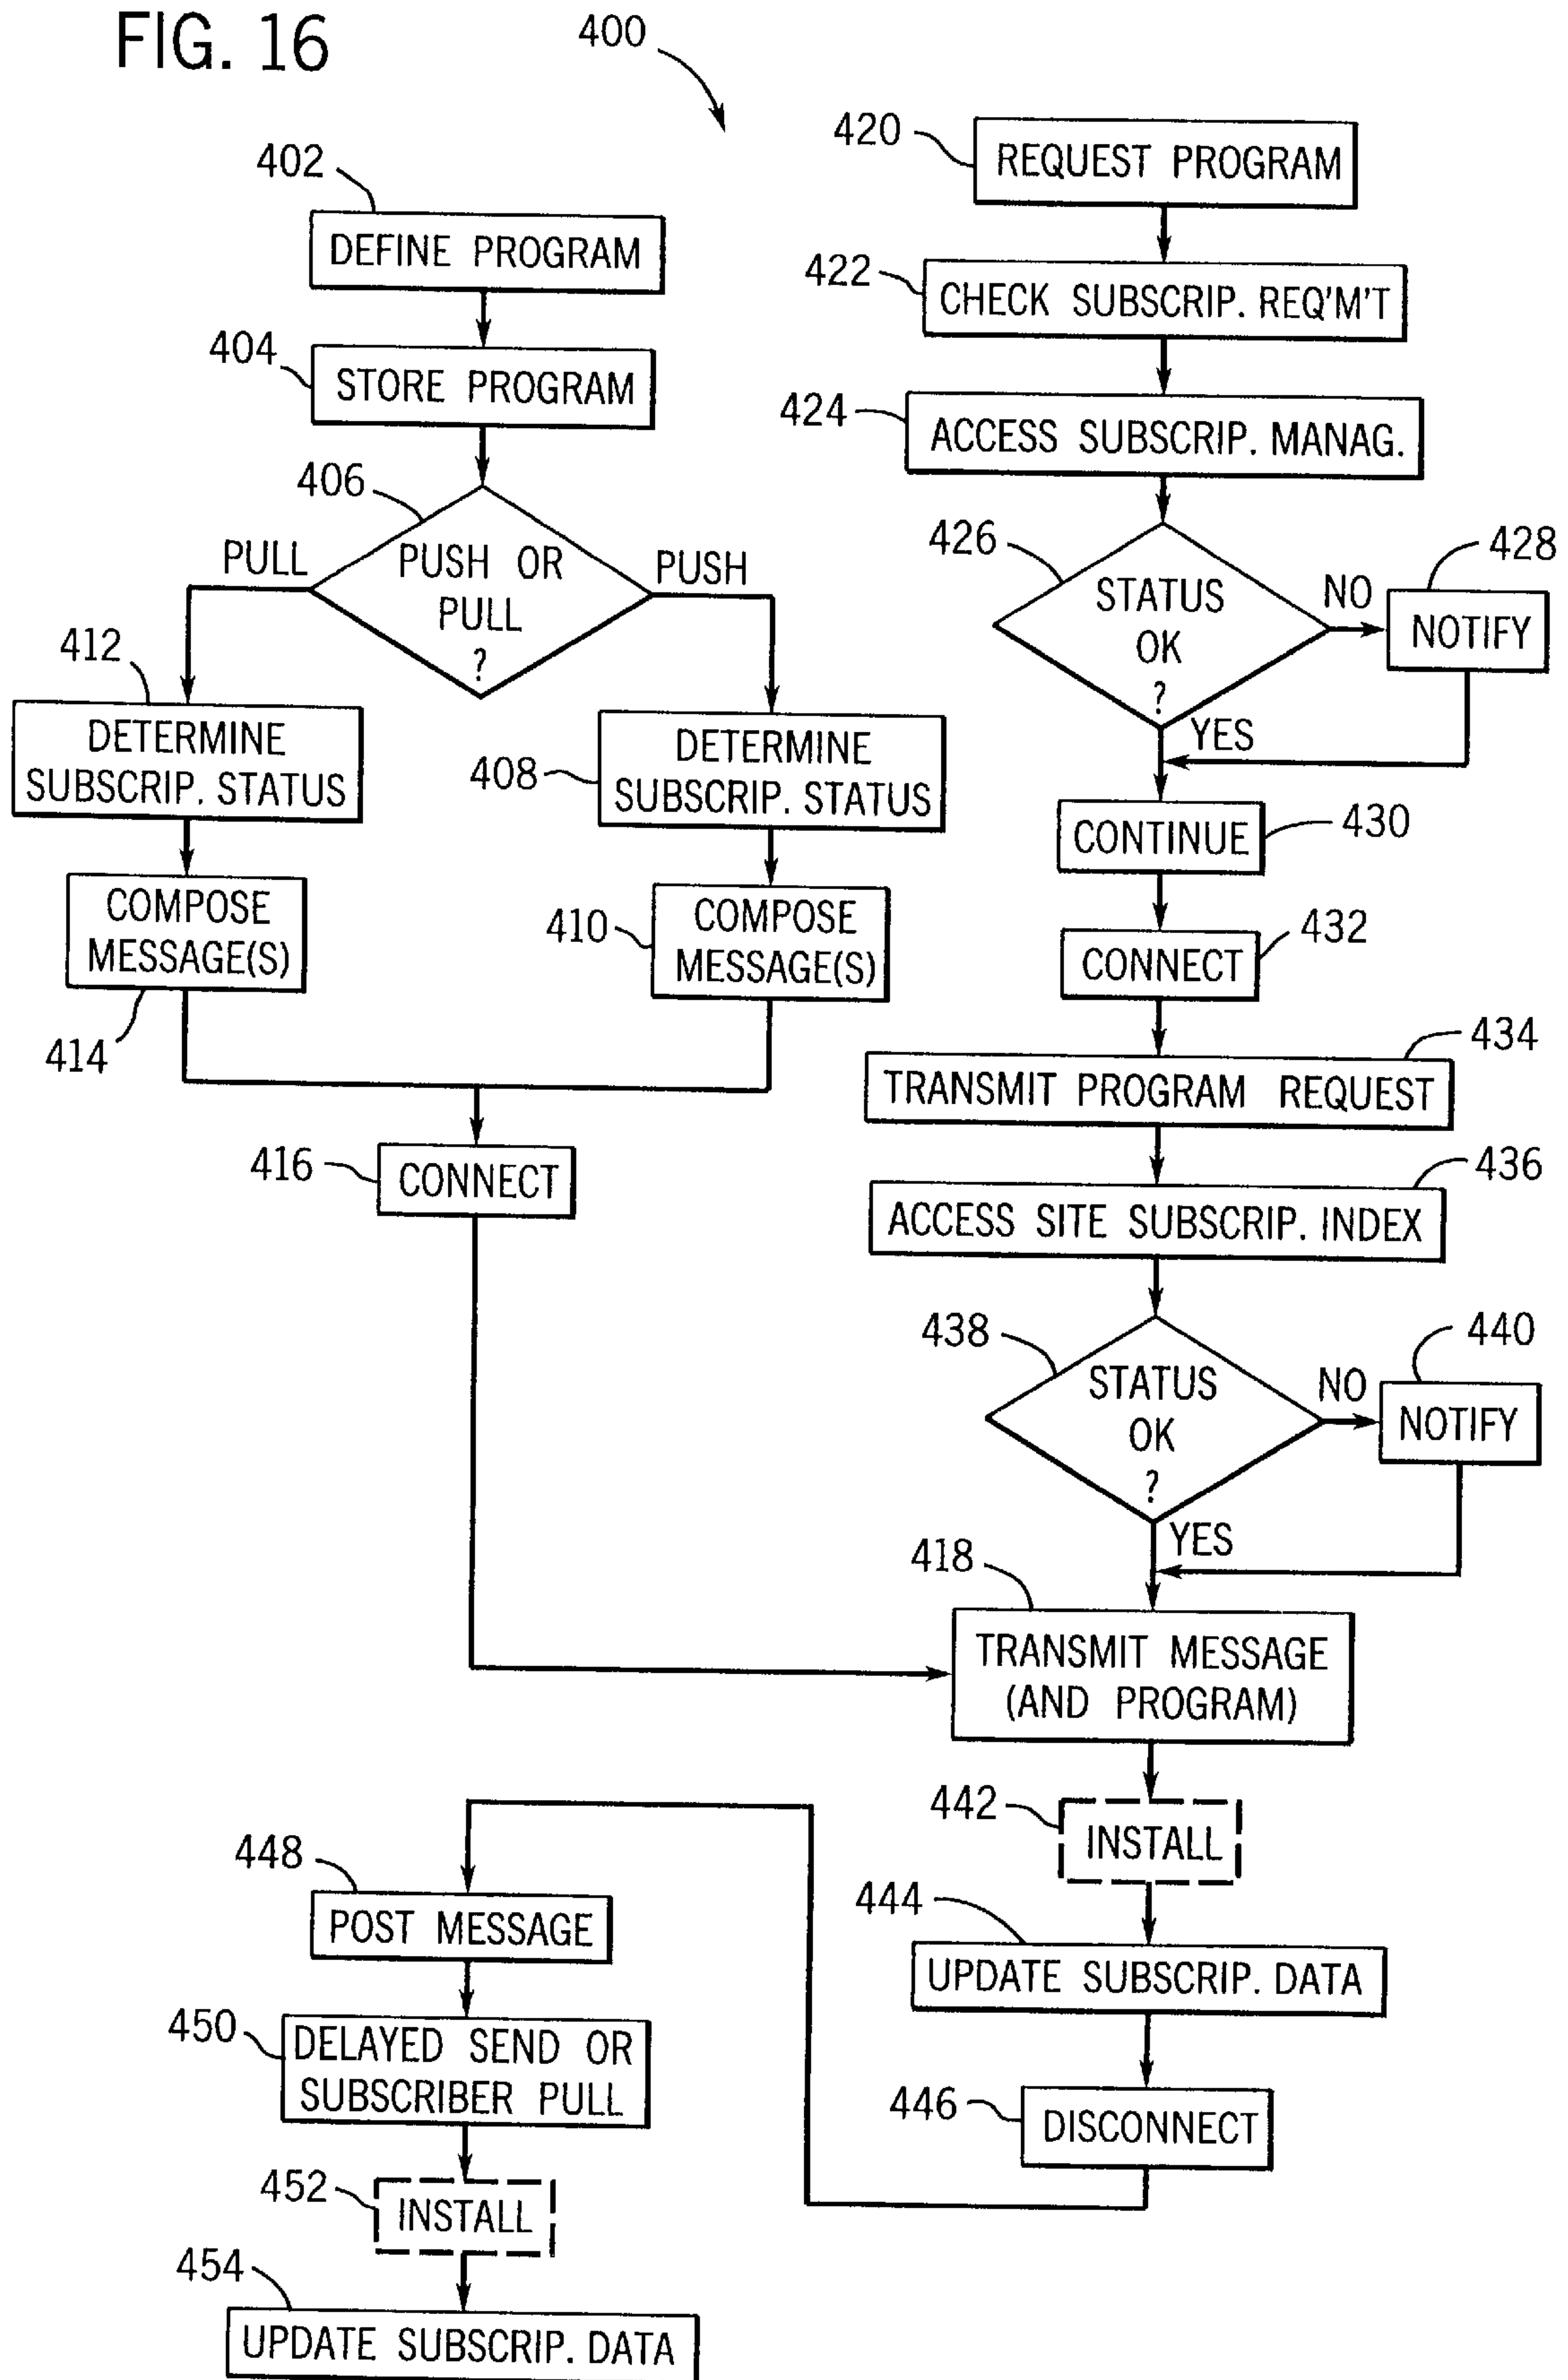 FIG. 16
400
402
DEFINE PROGRAM
404
STORE PROGRAM
406
PUSH OR
PULL
?
PULL
PUSH
412
DETERMINE
SUBSCRIP. STATUS
408
DETERMINE
SUBSCRIP. STATUS
COMPOSE
MESSAGE(S)
414
410
COMPOSE
MESSAGE(S)
416
CONNECT
420
REQUEST PROGRAM
422
CHECK SUBSCRIP. REQ'M'T
424
ACCESS SUBSCRIP. MANAG.
426
STATUS
OK
?
NO
428
NOTIFY
YES
CONTINUE
430
CONNECT
432
434
TRANSMIT PROGRAM REQUEST
436
ACCESS SITE SUBSCRIP. INDEX
438
STATUS
OK
?
NO
440
NOTIFY
YES
418
TRANSMIT MESSAGE
(AND PROGRAM)
442
INSTALL
444
UPDATE SUBSCRIP. DATA
446
DISCONNECT
448
POST MESSAGE
450
DELAYED SEND OR
SUBSCRIBER PULL
452
INSTALL
454
UPDATE SUBSCRIP. DATA